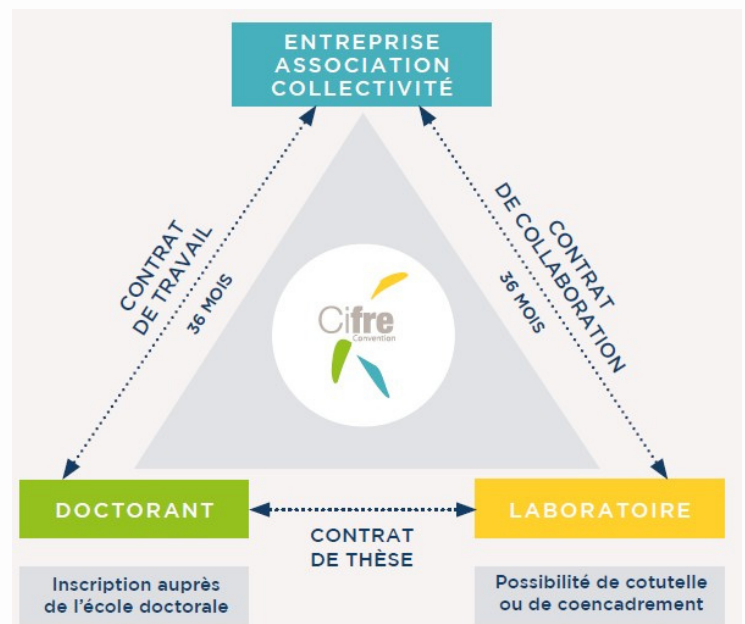 ENTREPRISE
ASSOCIATION
COLLECTIVITÉ
CONTRAT
DE TRAVAIL
36 MOIS
CONTRAT
DE COLLABORATION
36 MOIS
Cifre
Convention
DOCTORANT
CONTRAT
DE THÈSE
LABORATOIRE
Inscription auprès
de l'école doctorale
Possibilité de cotutelle
ou de coencadrement